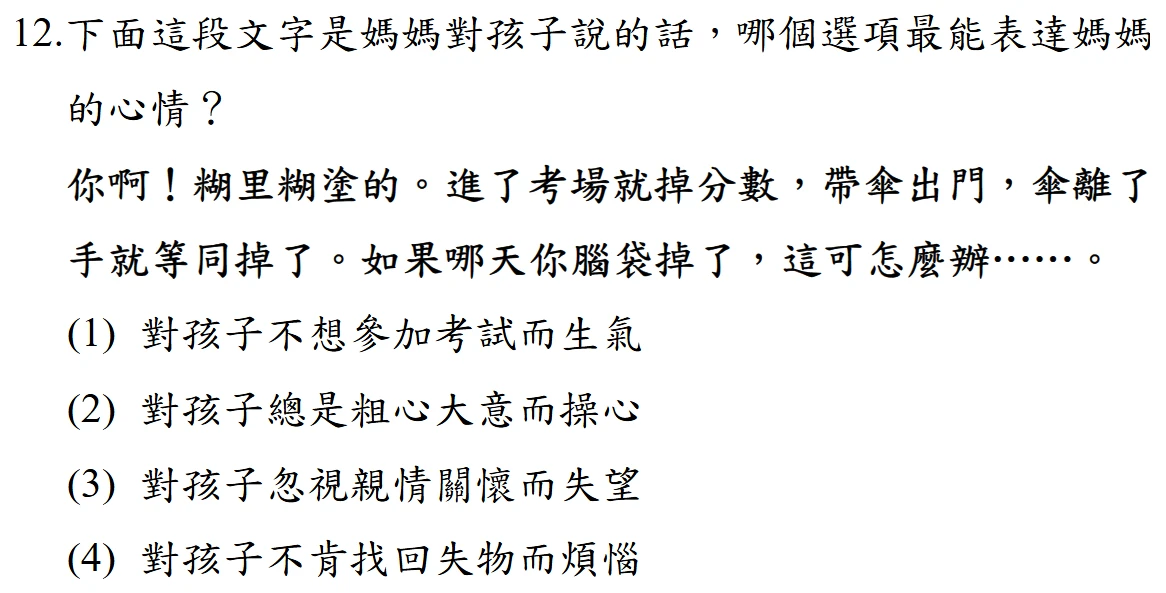 12.下面這段文字是媽媽對孩子說的話，哪個選項最能表達媽媽
的心情？
你啊！糊里糊塗的。進了考場就掉分數，帶傘出門，傘離了
手就等同掉了。如果哪天你腦袋掉了，這可怎麼辦……。
(1) 對孩子不想參加考試而生氣
(2) 對孩子總是粗心大意而操心
(3) 對孩子忽視親情關懷而失望
(4) 對孩子不肯找回失物而煩惱